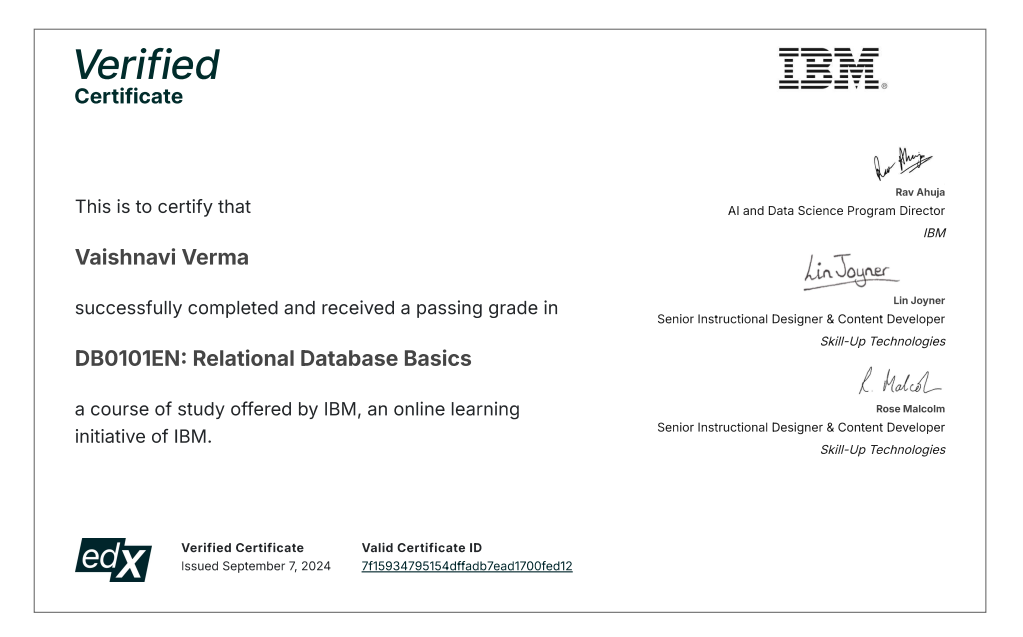 Verified
Certificate
IBM®
This is to certify that
Vaishnavi Verma
successfully completed and received a passing grade in
DB0101EN: Relational Database Basics
a course of study offered by IBM, an online learning
initiative of IBM.
Rav Ahuja
Rav Ahuja
AI and Data Science Program Director
IBM
Lin Joyner
Lin Joyner
Senior Instructional Designer & Content Developer
Skill-Up Technologies
R. Malcolm
Rose Malcolm
Senior Instructional Designer & Content Developer
Skill-Up Technologies
edX
Verified Certificate
Issued September 7, 2024
Valid Certificate ID
7f15934795154dffadb7ead1700fed12